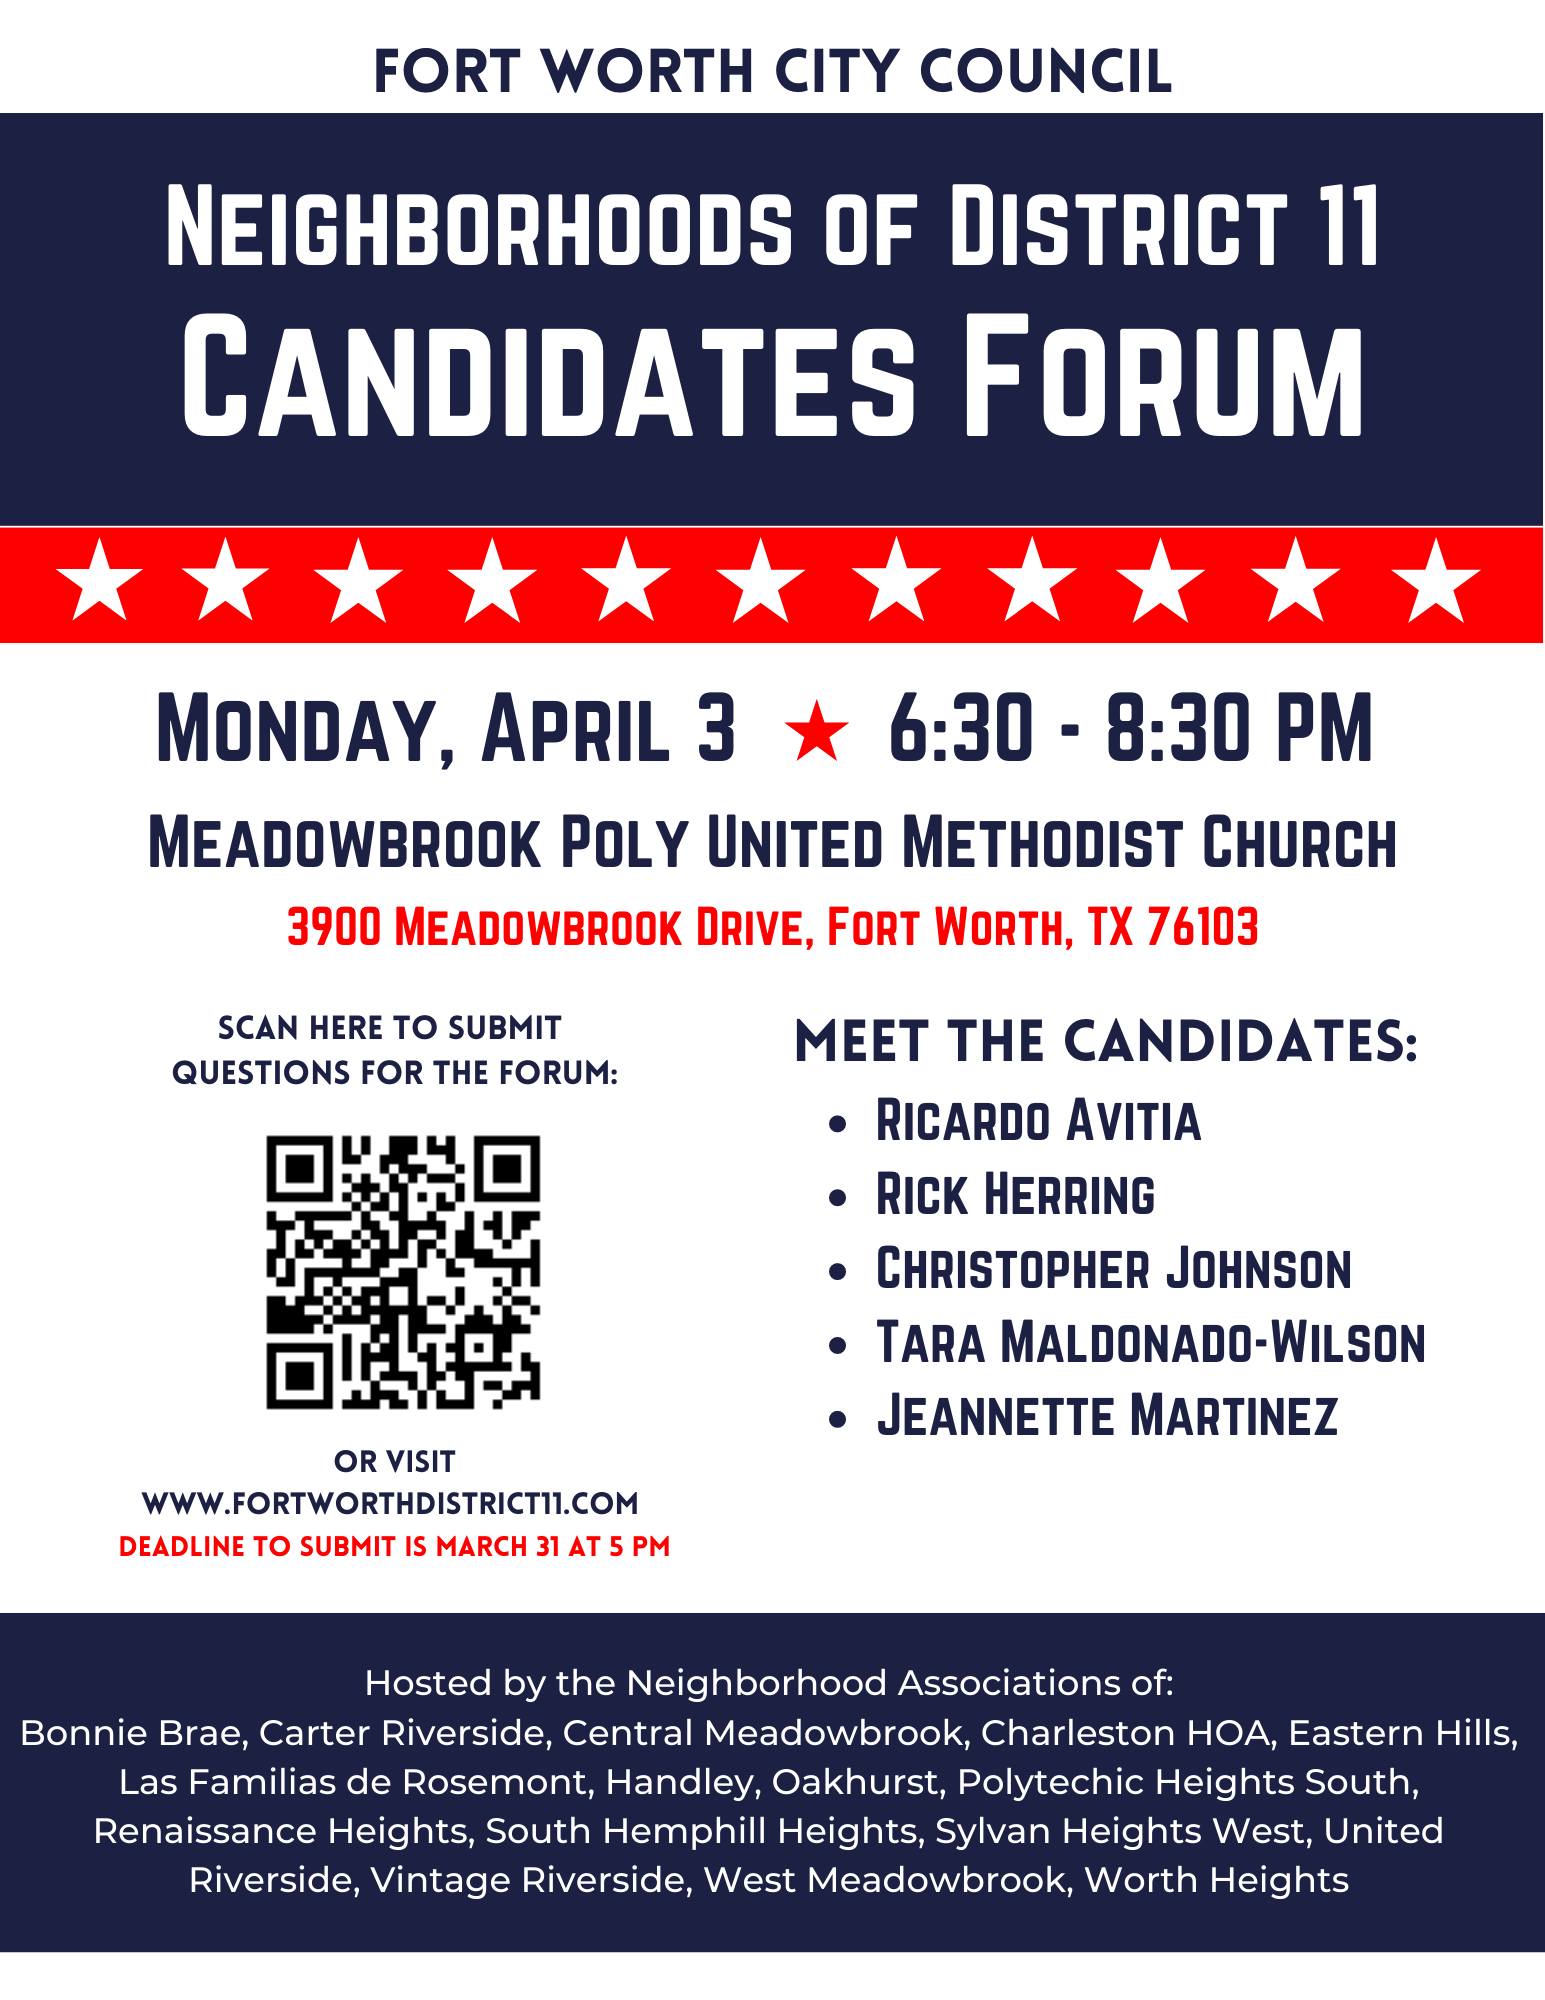 FORT WORTH CITY COUNCIL
NEIGHBORHOODS OF DISTRICT 11
CANDIDATES FORUM
MONDAY, APRIL 3 ★ 6:30 - 8:30 PM
MEADOWBROOK POLY UNITED METHODIST CHURCH
3900 MEADOWBROOK DRIVE, FORT WORTH, TX 76103
SCAN HERE TO SUBMIT
QUESTIONS FOR THE FORUM:
OR VISIT
WWW.FORTWORTHDISTRICT11.COM
DEADLINE TO SUBMIT IS MARCH 31 AT 5 PM
MEET THE CANDIDATES:
• RICARDO AVITIA
• RICK HERRING
• CHRISTOPHER JOHNSON
• TARA MALDONADO-WILSON
• JEANNETTE MARTINEZ
Hosted by the Neighborhood Associations of:
Bonnie Brae, Carter Riverside, Central Meadowbrook, Charleston HOA, Eastern Hills,
Las Familias de Rosemont, Handley, Oakhurst, Polytechic Heights South,
Renaissance Heights, South Hemphill Heights, Sylvan Heights West, United
Riverside, Vintage Riverside, West Meadowbrook, Worth Heights